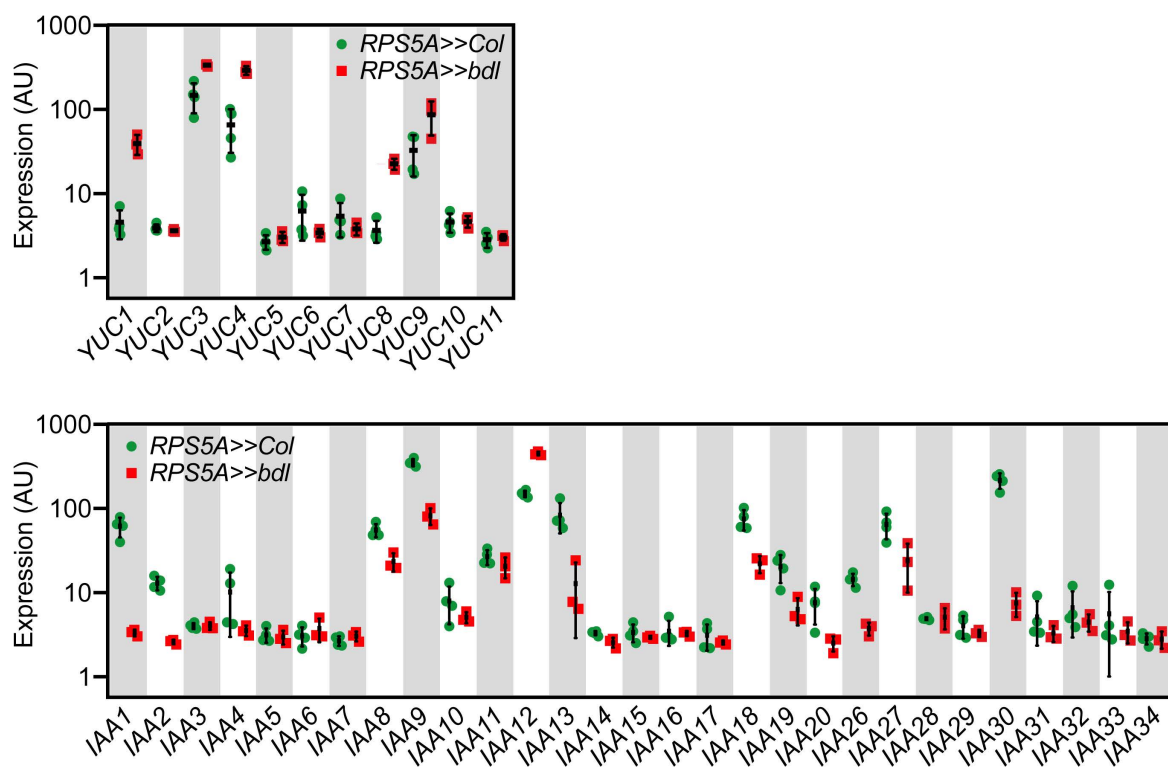 1000
100
10
1
Expression (AU)
RPS5A>>Col
RPS5A>>bdl
YUC1
YUC2
YUC3
YUC4
YUC5
YUC6
YUC7
YUC8
YUC9
YUC10
YUC11
1000
100
10
1
Expression (AU)
RPS5A>>Col
RPS5A>>bdl
IAA1
IAA2
IAA3
IAA4
IAA5
IAA6
IAA7
IAA8
IAA9
IAA10
IAA11
IAA12
IAA13
IAA14
IAA15
IAA16
IAA17
IAA18
IAA19
IAA20
IAA26
IAA27
IAA28
IAA29
IAA30
IAA31
IAA32
IAA33
IAA34